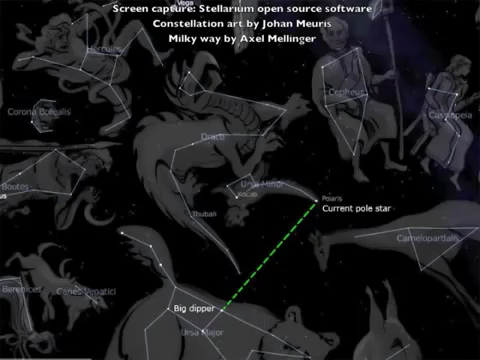 Vega
Screen capture: Stellarium open source software
Constellation art by Johan Meuris
Milky way by Axel Mellinger
Hercules
Cepheus
Corona Borealis
Cassiopeia
Draco
Bootes
Ursa Minor
Kocab
Polaris
Current pole star
Thuban
Camelopardalis
Berenices
Canes Venatici
Big dipper
Ursa Major